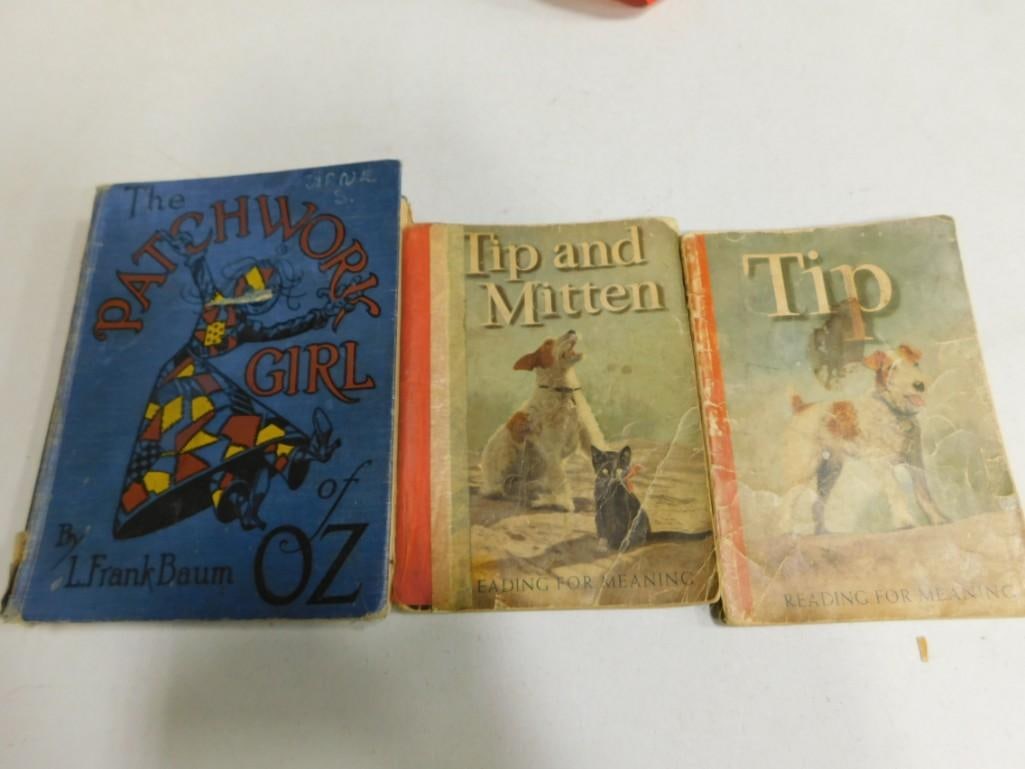 The
PATCHWORK
GIRL
of
OZ
By
L. Frank Baum
Tip and
Mitten
EADING FOR MEANING
Tip
READING FOR MEANING